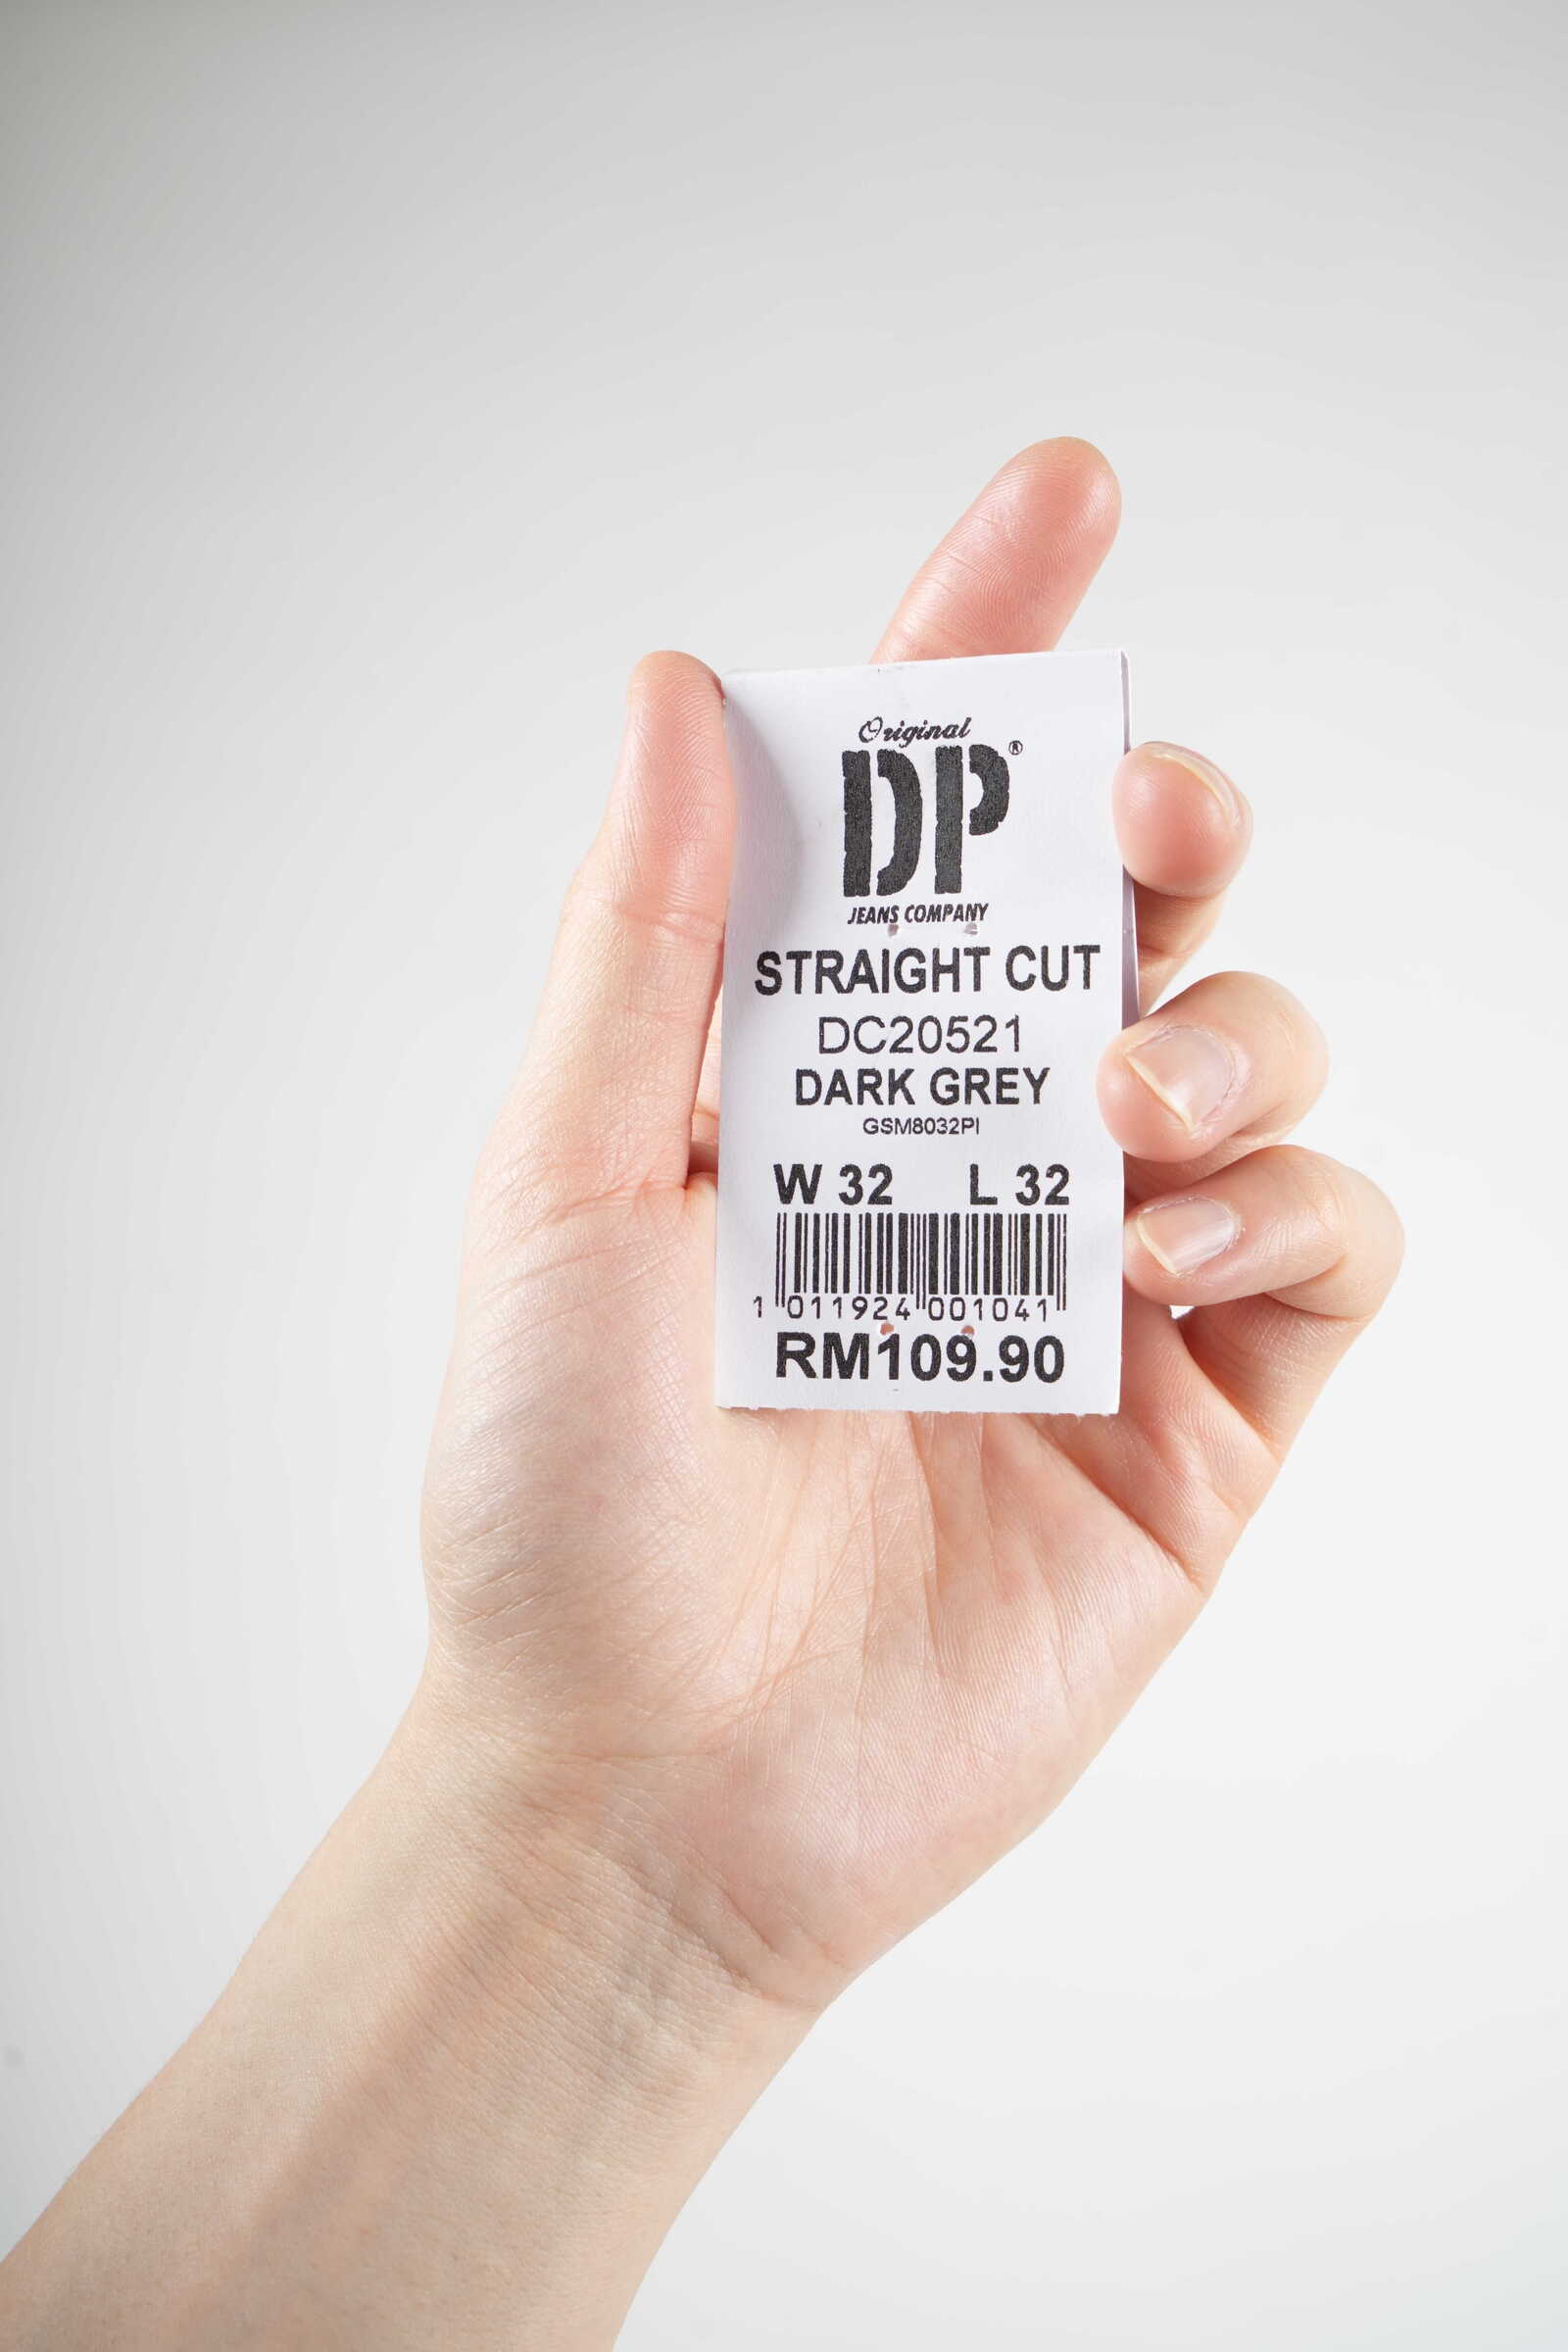 Original
DP®
JEANS COMPANY
STRAIGHT CUT
DC20521
DARK GREY
GSM8032PI
W 32 L 32
1 011924 001041
RM109.90